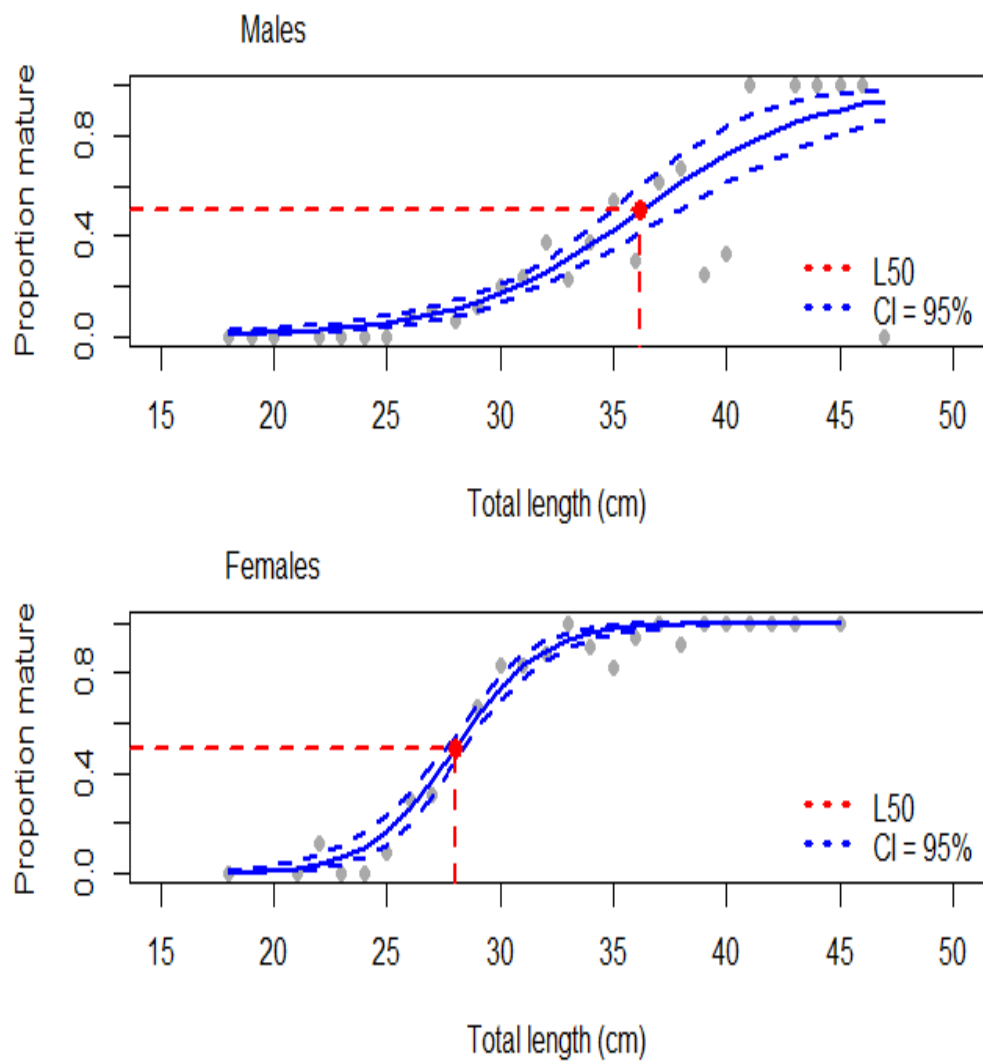 Males
Proportion mature
0.8
0.4
0.0
L50
CI = 95%
15 20 25 30 35 40 45 50
Total length (cm)
Females
Proportion mature
0.8
0.4
0.0
L50
CI = 95%
15 20 25 30 35 40 45 50
Total length (cm)